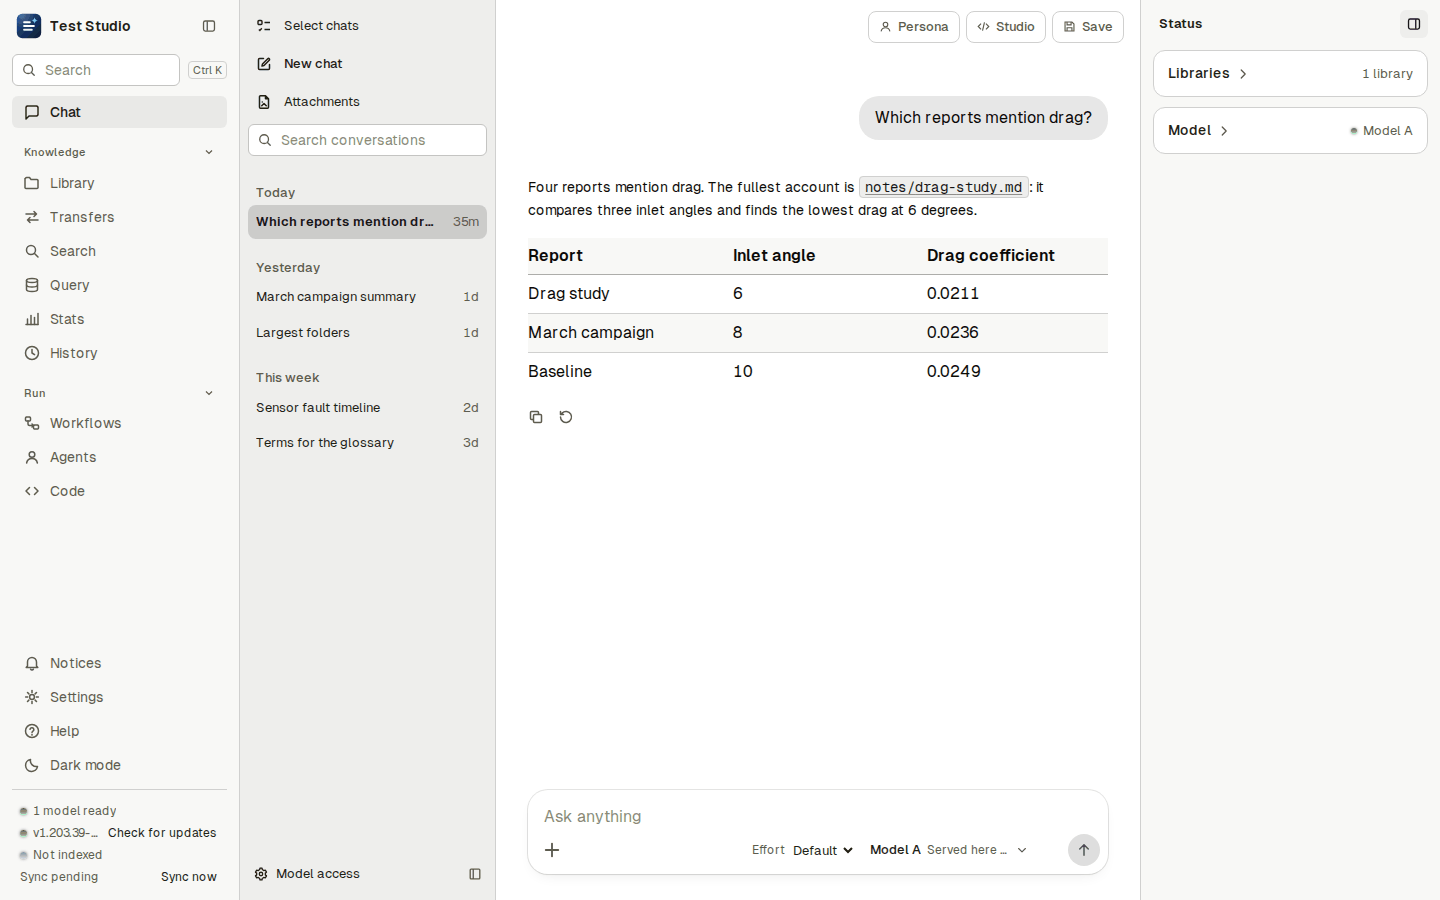 Test Studio
Search
Ctrl K
Chat
Knowledge
Library
Transfers
Search
Query
Stats
History
Run
Workflows
Agents
Code
Notices
Settings
Help
Dark mode
1 model ready
v1.203.39-... Check for updates
Not indexed
Sync pending Sync now
Select chats
New chat
Attachments
Search conversations
Today
Which reports mention dr... 35m
Yesterday
March campaign summary 1d
Largest folders 1d
This week
Sensor fault timeline 2d
Terms for the glossary 3d
Model access
Persona Studio Save
Which reports mention drag?
Four reports mention drag. The fullest account is notes/drag-study.md: it
compares three inlet angles and finds the lowest drag at 6 degrees.
Report Inlet angle Drag coefficient
Drag study 6 0.0211
March campaign 8 0.0236
Baseline 10 0.0249
Ask anything
Effort Default Model A Served here ...
Status
Libraries 1 library
Model Model A